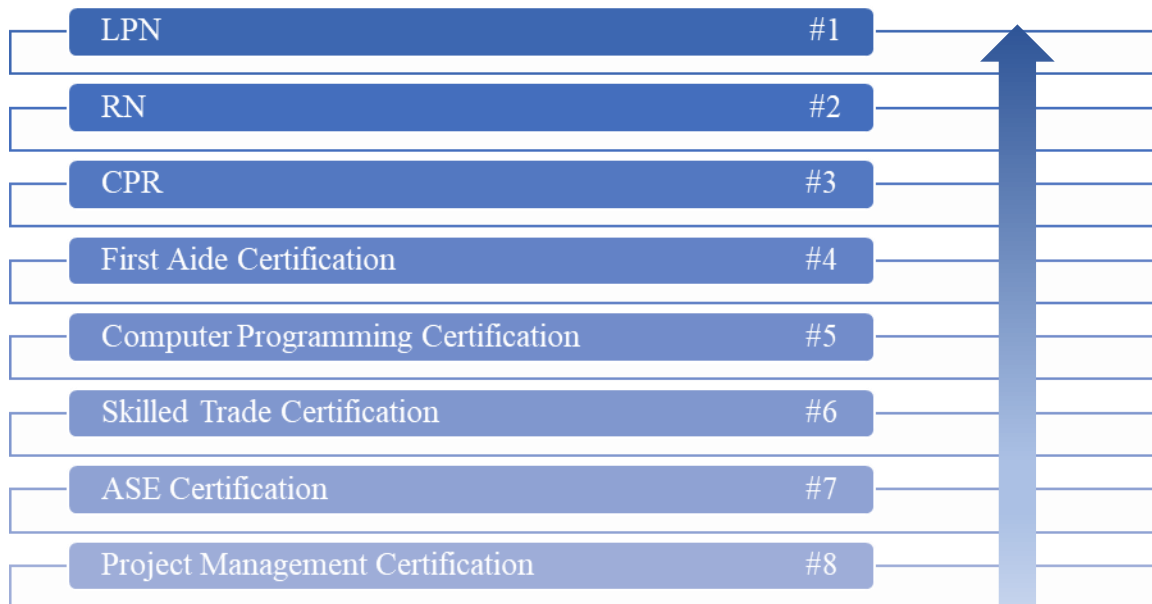 LPN #1
RN #2
CPR #3
First Aide Certification #4
Computer Programming Certification #5
Skilled Trade Certification #6
ASE Certification #7
Project Management Certification #8